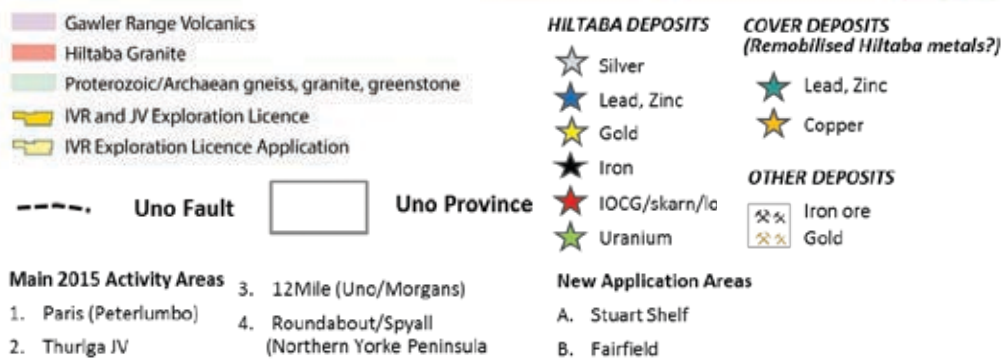 Gawler Range Volcanics
Hiltaba Granite
Proterozoic/Archaean gneiss, granite, greenstone
IVR and JV Exploration Licence
IVR Exploration Licence Application
Uno Fault
Uno Province
HILTABA DEPOSITS
Silver
Lead, Zinc
Gold
Iron
IOCG/skarn/Io
Uranium
COVER DEPOSITS
(Remobilised Hiltaba metals?)
Lead, Zinc
Copper
OTHER DEPOSITS
Iron ore
Gold
Main 2015 Activity Areas
1. Paris (Peterlumbo)
2. Thurlga JV
3. 12Mile (Uno/Morgans)
4. Roundabout/Spyall
(Northern Yorke Peninsula
New Application Areas
A. Stuart Shelf
B. Fairfield